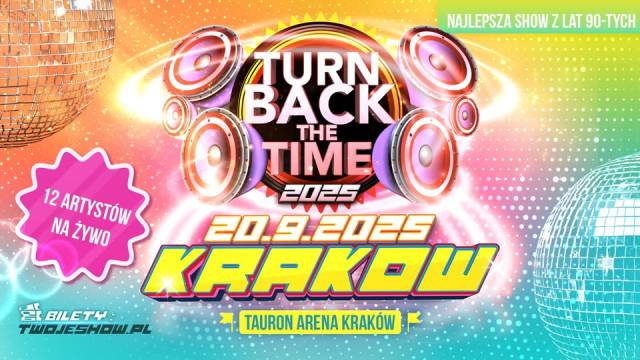 NAJLEPSZA SHOW Z LAT 90-TYCH
TURN
BACK
THE
TIME
2025
12 ARTYSTÓW
NA ŻYWO
20.9.2025
KRAKOW
TAURON ARENA KRAKÓW
BILETY
TWOJESHOW.PL